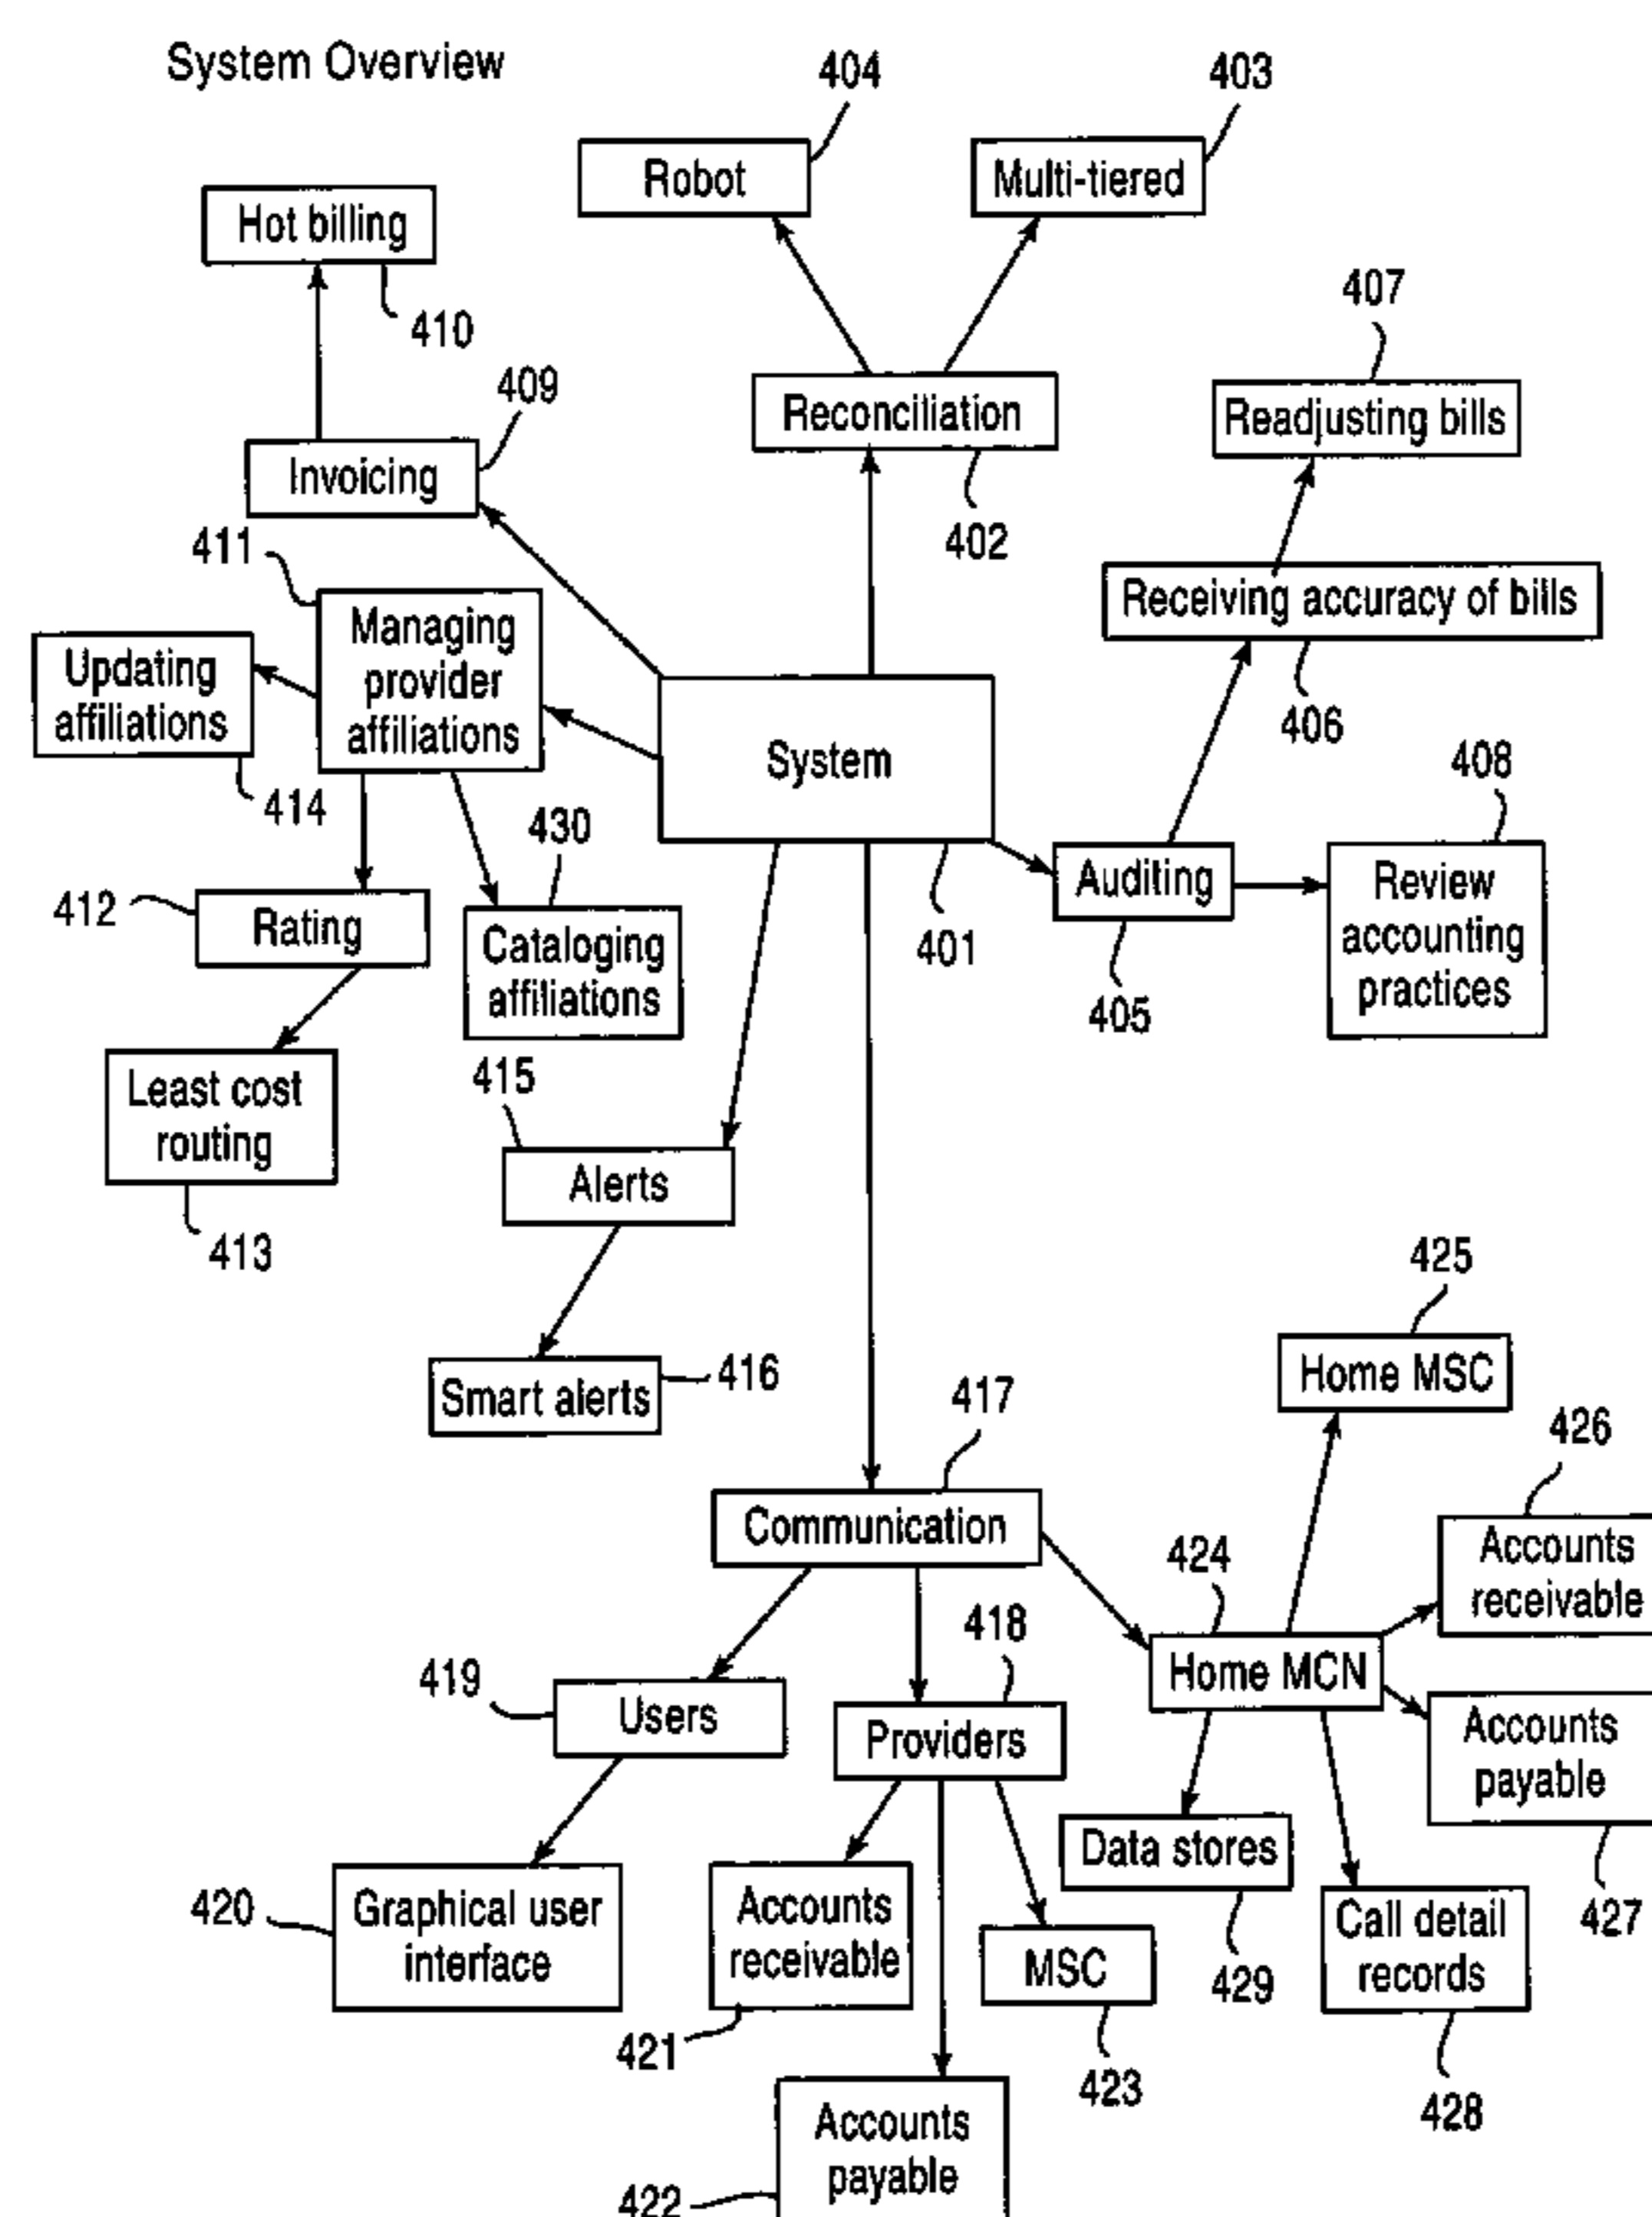 System Overview
404
403
Robot
Multi-tiered
Hot billing
410
407
409
Reconciliation
Readjusting bills
Invoicing
402
411
Managing
provider
affiliations
Receiving accuracy of bills
406
Updating
affiliations
414
System
408
430
412
Rating
Cataloging
affiliations
401
Auditing
405
Review
accounting
practices
Least cost
routing
413
415
Alerts
425
Smart alerts
416
417
Home MSC
426
Communication
424
Accounts
receivable
418
Home MCN
419
Users
Providers
Accounts
payable
427
Data stores
429
420
Graphical user
interface
Accounts
receivable
421
MSC
423
Call detail
records
428
Accounts
payable
422